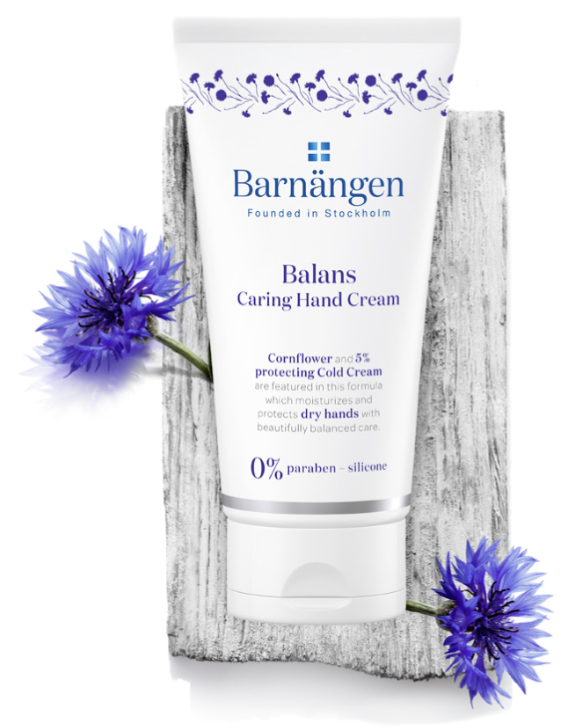 Barnängen
Founded in Stockholm
Balans
Caring Hand Cream
Cornflower and 5%
protecting Cold Cream
are featured in this formula
which moisturizes and
protects dry hands with
beautifully balanced care.
0% paraben – silicone